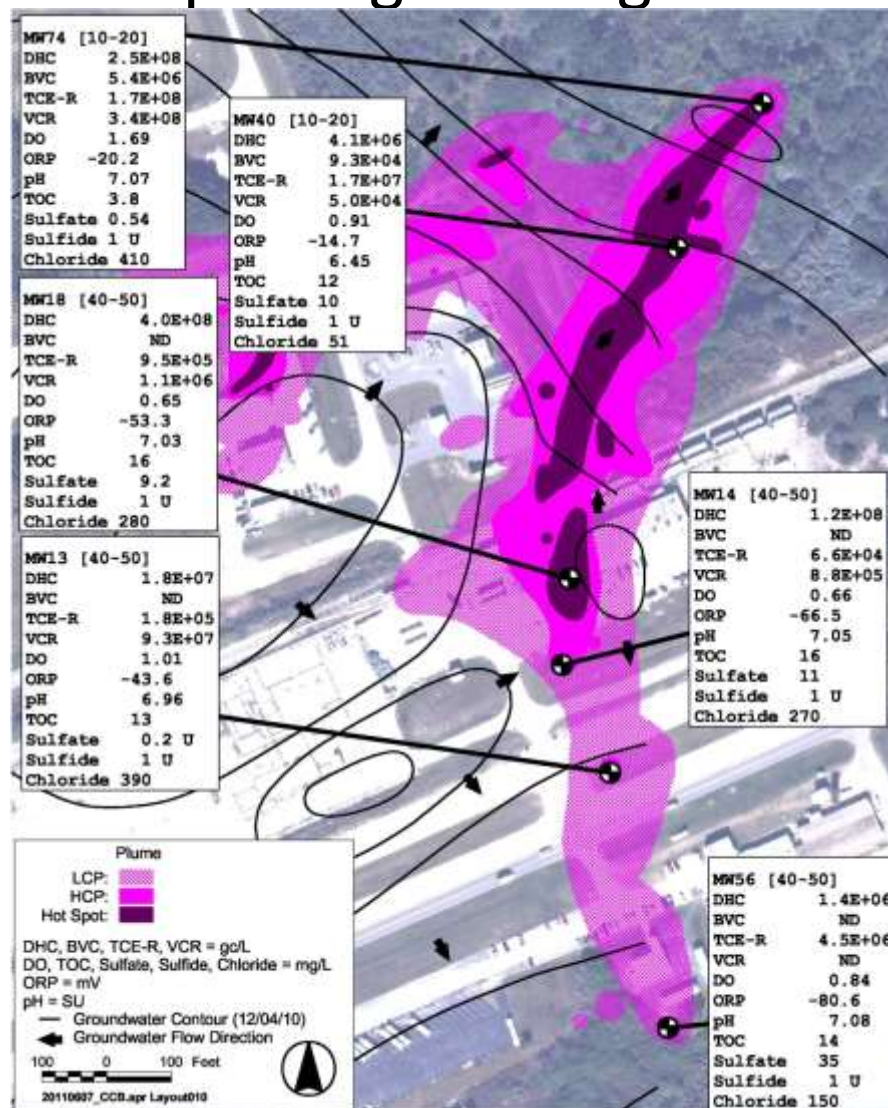 MW74 [10-20]
DHC 2.5E+08
BVC 5.4E+06
TCE-R 1.7E+08
VCR 3.4E+08
DO 1.69
ORP -20.2
pH 7.07
TOC 3.8
Sulfate 0.54
Sulfide 1 U
Chloride 410
MW40 [10-20]
DHC 4.1E+06
BVC 9.3E+04
TCE-R 1.7E+07
VCR 5.0E+04
DO 0.91
ORP -14.7
pH 6.45
TOC 12
Sulfate 10
Sulfide 1 U
Chloride 51
MW18 [40-50]
DHC 4.0E+08
BVC ND
TCE-R 9.5E+05
VCR 1.1E+06
DO 0.65
ORP -53.3
pH 7.03
TOC 16
Sulfate 9.2
Sulfide 1 U
Chloride 280
MW14 [40-50]
DHC 1.2E+08
BVC ND
TCE-R 6.6E+04
VCR 8.8E+05
DO 0.66
ORP -66.5
pH 7.05
TOC 16
Sulfate 11
Sulfide 1 U
Chloride 270
MW13 [40-50]
DHC 1.8E+07
BVC ND
TCE-R 1.8E+05
VCR 9.3E+07
DO 1.01
ORP -43.6
pH 6.96
TOC 13
Sulfate 0.2 U
Sulfide 1 U
Chloride 390
MW56 [40-50]
DHC 1.4E+06
BVC ND
TCE-R 4.5E+06
VCR ND
DO 0.84
ORP -80.6
pH 7.08
TOC 14
Sulfate 35
Sulfide 1 U
Chloride 150
Plume
LCP:
HCP:
Hot Spot:
DHC, BVC, TCE-R, VCR = gc/L
DO, TOC, Sulfate, Sulfide, Chloride = mg/L
ORP = mV
pH = SU
Groundwater Contour (12/04/10)
Groundwater Flow Direction
100 0 100 Feet
20110607_CCB.apr Layout010